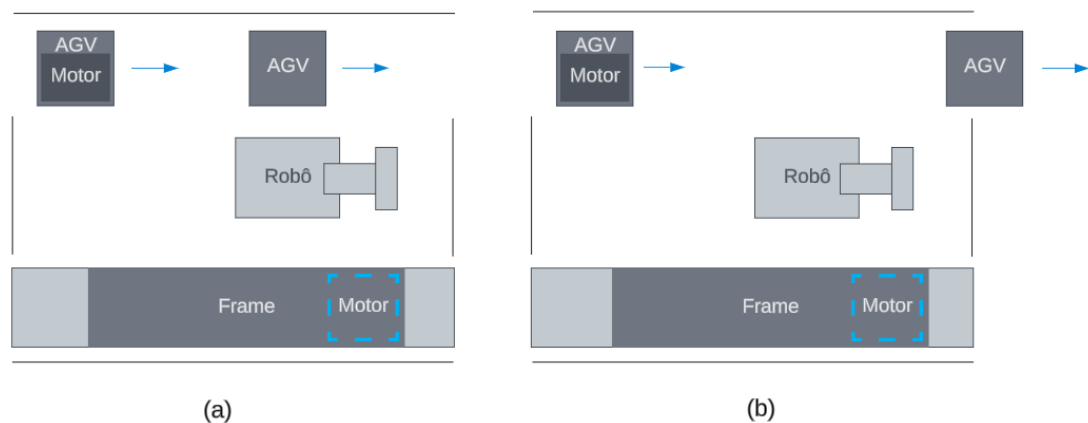 AGV
Motor
AGV
Robô
Frame
Motor
(a)
AGV
Motor
AGV
Robô
Frame
Motor
(b)